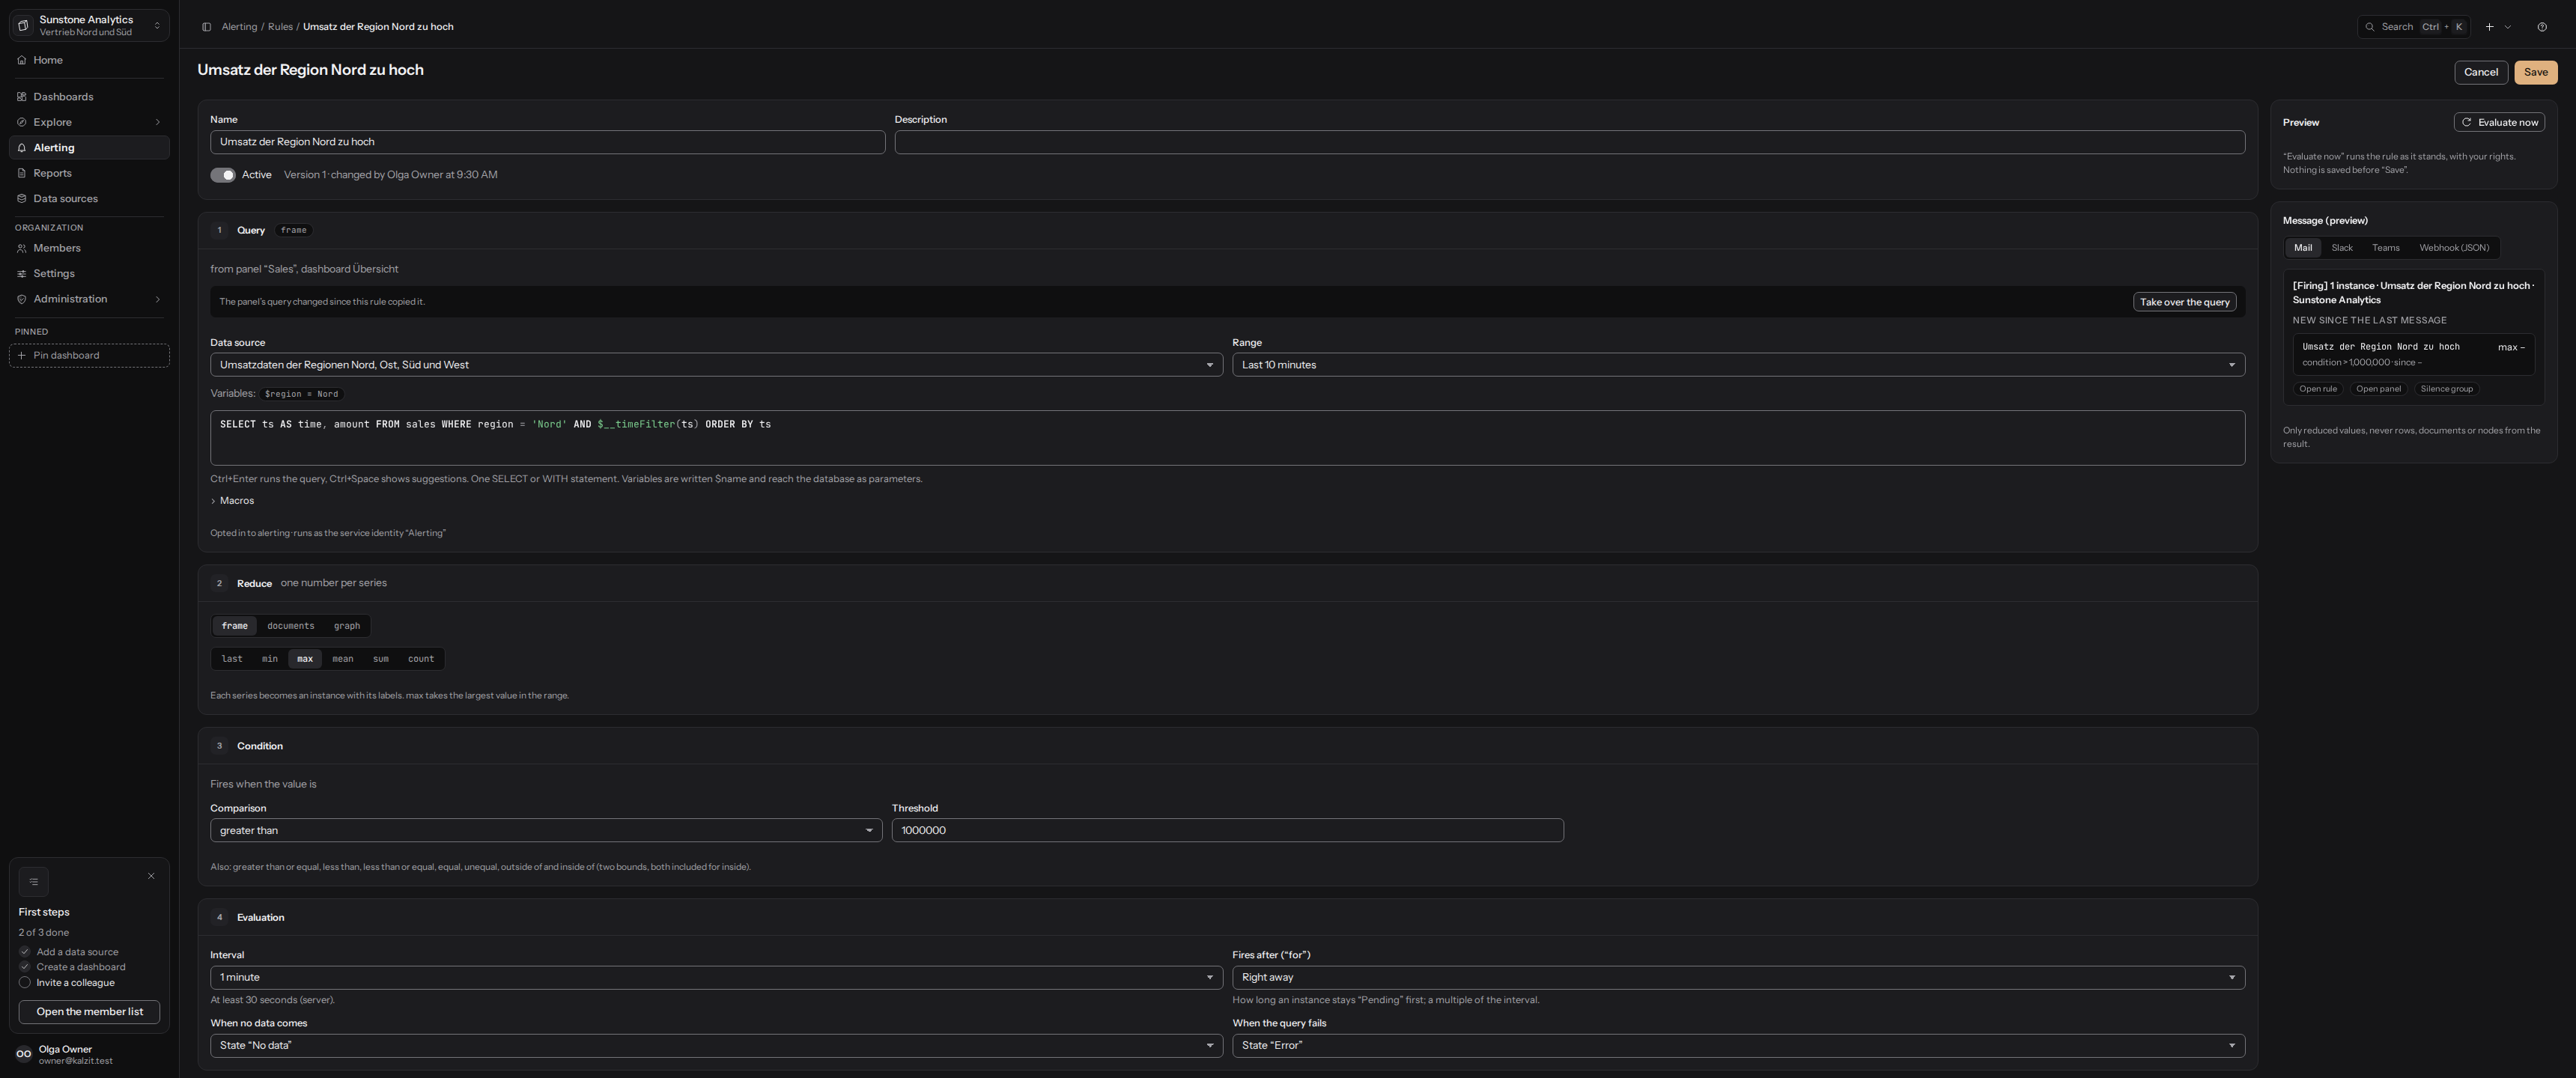 Sunstone Analytics
Vertrieb Nord und Süd
Home
Dashboards
Explore
Alerting
Reports
Data sources
ORGANIZATION
Members
Settings
Administration
PINNED
Pin dashboard
First steps
2 of 3 done
Add a data source
Create a dashboard
Invite a colleague
Open the member list
OO
Olga Owner
owner@kalzit.test
Alerting / Rules / Umsatz der Region Nord zu hoch
Search Ctrl + K
Umsatz der Region Nord zu hoch
Cancel
Save
Name
Umsatz der Region Nord zu hoch
Description
Active
Version 1 · changed by Olga Owner at 9:30 AM
1 Query frame
from panel “Sales”, dashboard Übersicht
The panel’s query changed since this rule copied it.
Take over the query
Data source
Umsatzdaten der Regionen Nord, Ost, Süd und West
Range
Last 10 minutes
Variables: $region = Nord
SELECT ts AS time, amount FROM sales WHERE region = 'Nord' AND $__timeFilter(ts) ORDER BY ts
Ctrl+Enter runs the query, Ctrl+Space shows suggestions. One SELECT or WITH statement. Variables are written $name and reach the database as parameters.
Macros
Opted in to alerting · runs as the service identity “Alerting”
2 Reduce one number per series
frame documents graph
last min max mean sum count
Each series becomes an instance with its labels. max takes the largest value in the range.
3 Condition
Fires when the value is
Comparison
greater than
Threshold
1000000
Also: greater than or equal, less than, less than or equal, equal, unequal, outside of and inside of (two bounds, both included for inside).
4 Evaluation
Interval
1 minute
At least 30 seconds (server).
Fires after (“for”)
Right away
How long an instance stays “Pending” first; a multiple of the interval.
When no data comes
State “No data”
When the query fails
State “Error”
Preview
Evaluate now
“Evaluate now” runs the rule as it stands, with your rights.
Nothing is saved before “Save”.
Message (preview)
Mail Slack Teams Webhook (JSON)
[Firing] 1 instance · Umsatz der Region Nord zu hoch ·
Sunstone Analytics
NEW SINCE THE LAST MESSAGE
Umsatz der Region Nord zu hoch max –
condition > 1,000,000 · since –
Open rule
Open panel
Silence group
Only reduced values, never rows, documents or nodes from the
result.